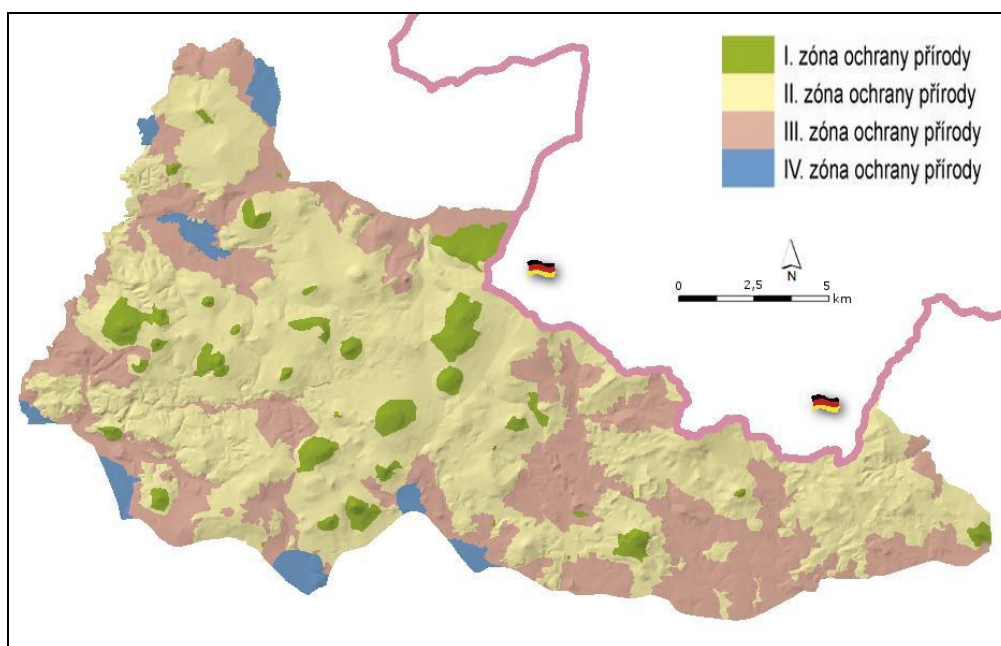 I. zóna ochrany přírody
II. zóna ochrany přírody
III. zóna ochrany přírody
IV. zóna ochrany přírody
N
0 2,5 5
km